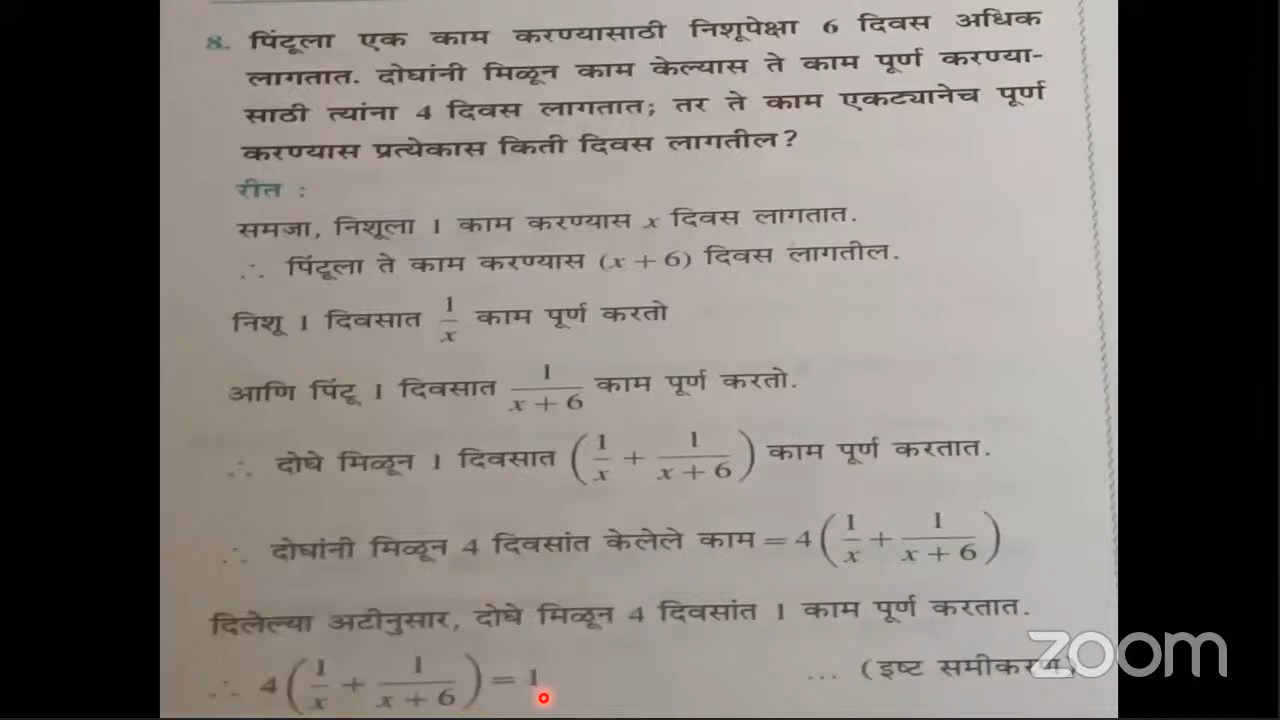 8. पिंटूला एक काम करण्यासाठी निशूपेक्षा 6 दिवस अधिक
लागतात. दोघांनी मिळून काम केल्यास ते काम पूर्ण करण्या-
साठी त्यांना 4 दिवस लागतात; तर ते काम एकट्यानेच पूर्ण
करण्यास प्रत्येकास किती दिवस लागतील?
रीत :
समजा, निशूला 1 काम करण्यास x दिवस लागतात.
∴ पिंटूला ते काम करण्यास (x + 6) दिवस लागतील.
निशू 1 दिवसात 1/x काम पूर्ण करतो
आणि पिंटू 1 दिवसात 1/(x + 6) काम पूर्ण करतो.
∴ दोघे मिळून 1 दिवसात (1/x + 1/(x + 6)) काम पूर्ण करतात.
∴ दोघांनी मिळून 4 दिवसांत केलेले काम = 4(1/x + 1/(x + 6))
दिलेल्या अटीनुसार, दोघे मिळून 4 दिवसांत 1 काम पूर्ण करतात.
∴ 4(1/x + 1/(x + 6)) = 1 ... (इष्ट समीकरण)
zoom